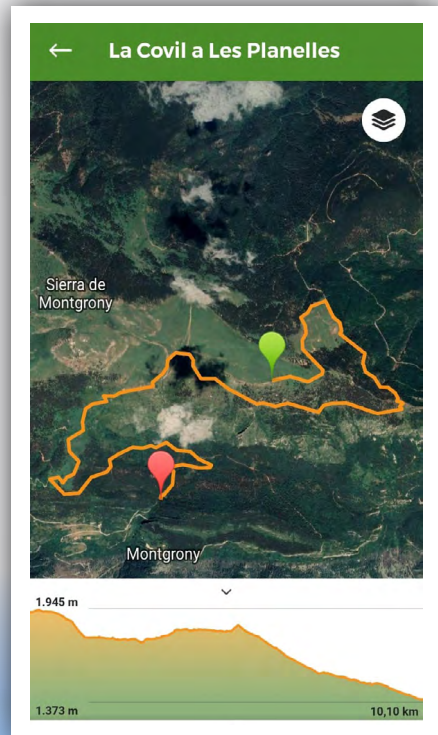 La Covil a Les Planelles
Sierra de
Montgrony
Montgrony
1.945 m
1.373 m
10,10 km